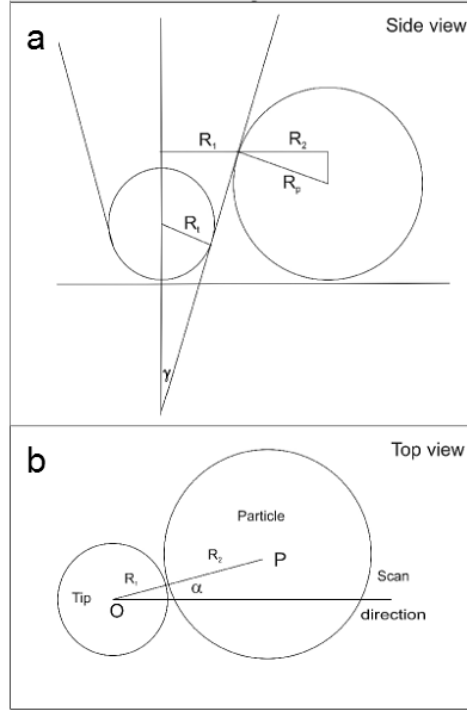 a
Side view
R1 R2
Rp
Rt
γ
b
Top view
Particle
R2 P
R1 α Scan
Tip
O direction